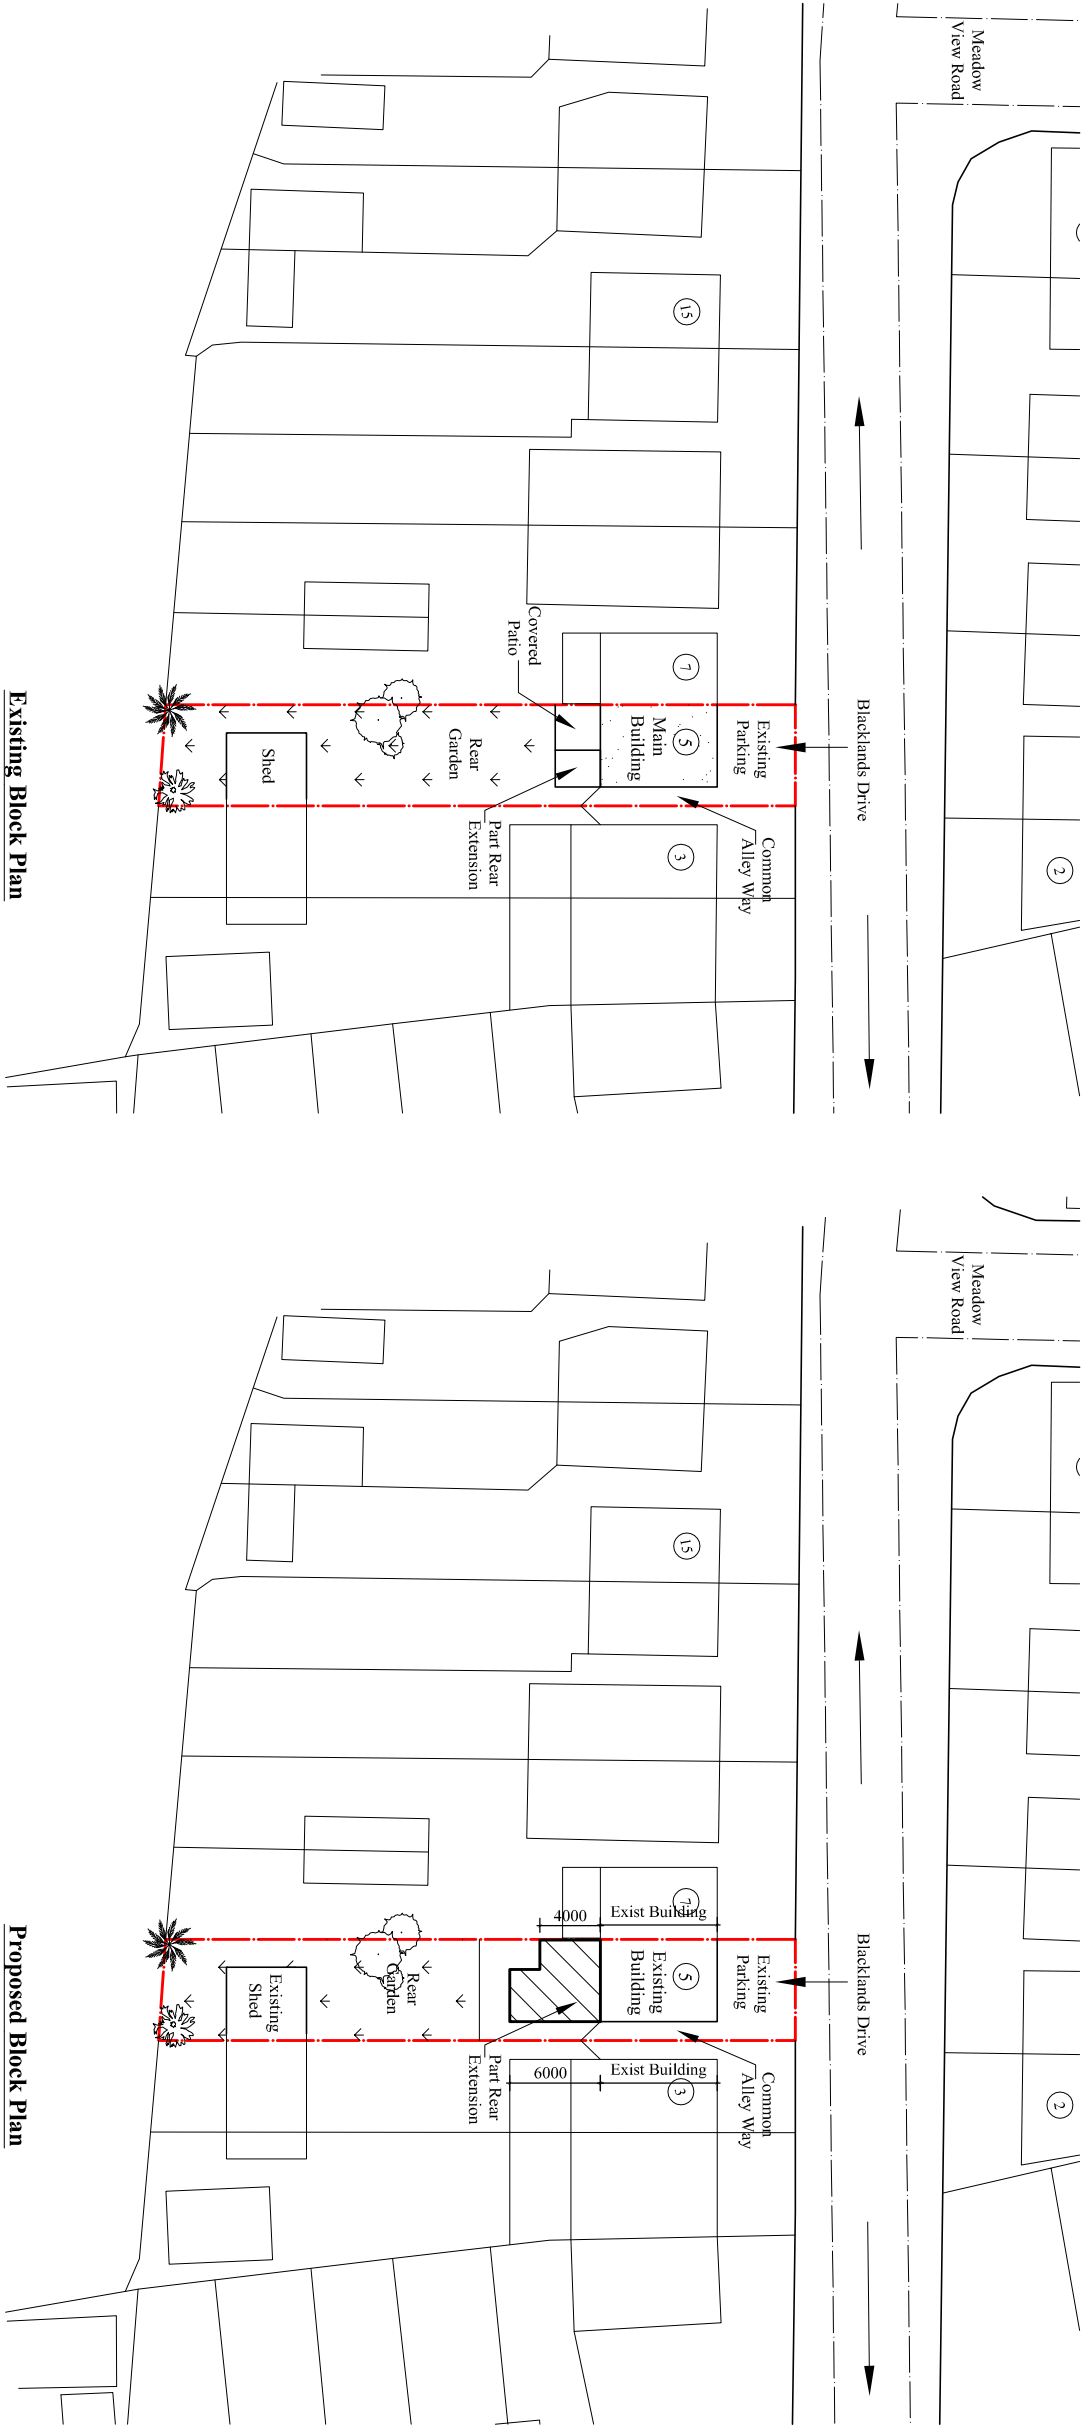 Meadow
View Road
15
Blacklands Drive
Covered
Patio
7
Main
Building
5
Existing
Parking
Rear
Garden
Shed
Part Rear
Extension
3
Common
Alley Way
2
Existing Block Plan
Meadow
View Road
15
Blacklands Drive
7
4000
Exist Building
Existing
Building
5
Existing
Parking
Rear
Garden
Existing
Shed
Part Rear
Extension
6000
Exist Building
3
Common
Alley Way
2
Proposed Block Plan